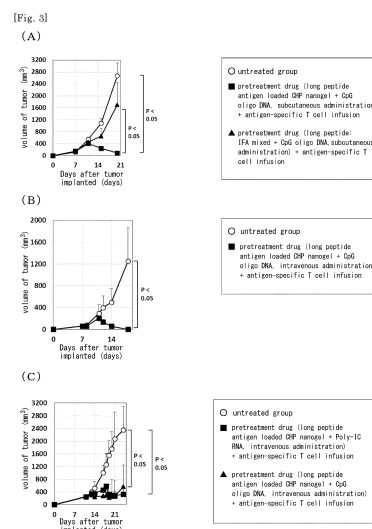 [Fig. 3]
(A)
volume of tumor (mm3)
3200
2800
2400
2000
1600
1200
800
400
0
0 7 14 21
Days after tumor
implanted (days)
P <
0.05
P <
0.05
untreated group
pretreatment drug (long peptide
antigen loaded CHP nanogel + CpG
oligo DNA, subcutaneous administration
+ antigen-specific T cell infusion
pretreatment drug (long peptide:
IFA mixed + CpG oligo DNA, subcutaneous
administration) + antigen-specific T
cell infusion
(B)
volume of tumor (mm3)
2000
1600
1200
800
400
0
0 7 14
Days after tumor
implanted (days)
P <
0.05
untreated group
pretreatment drug (long peptide
antigen loaded CHP nanogel + CpG
oligo DNA, intravenous administration
+ antigen-specific T cell infusion
(C)
volume of tumor (mm3)
3200
2800
2400
2000
1600
1200
800
400
0
0 7 14 21
Days after tumor
implanted (days)
P <
0.05
P <
0.05
untreated group
pretreatment drug (long peptide
antigen loaded CHP nanogel + Poly-IC
RNA, intravenous administration)
+ antigen-specific T cell infusion
pretreatment drug (long peptide
antigen loaded CHP nanogel + CpG
oligo DNA, intravenous administration)
+ antigen-specific T cell infusion